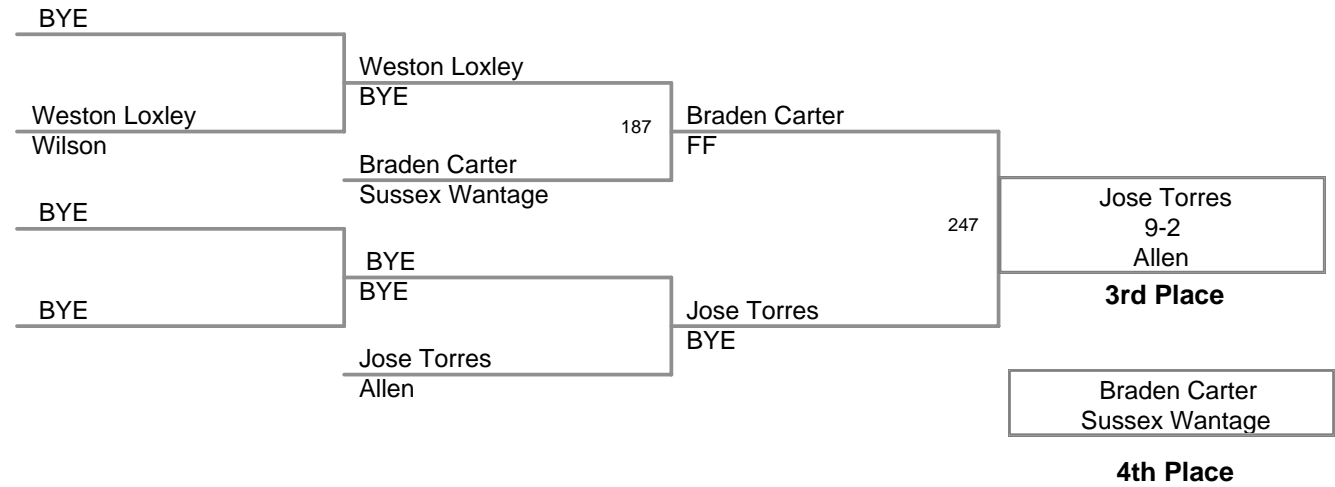 BYE
Weston Loxley
BYE
Weston Loxley
Wilson
187
Braden Carter
FF
Braden Carter
Sussex Wantage
BYE
Jose Torres
9-2
Allen
247
BYE
BYE
BYE
3rd Place
Jose Torres
BYE
Jose Torres
Allen
Braden Carter
Sussex Wantage
4th Place